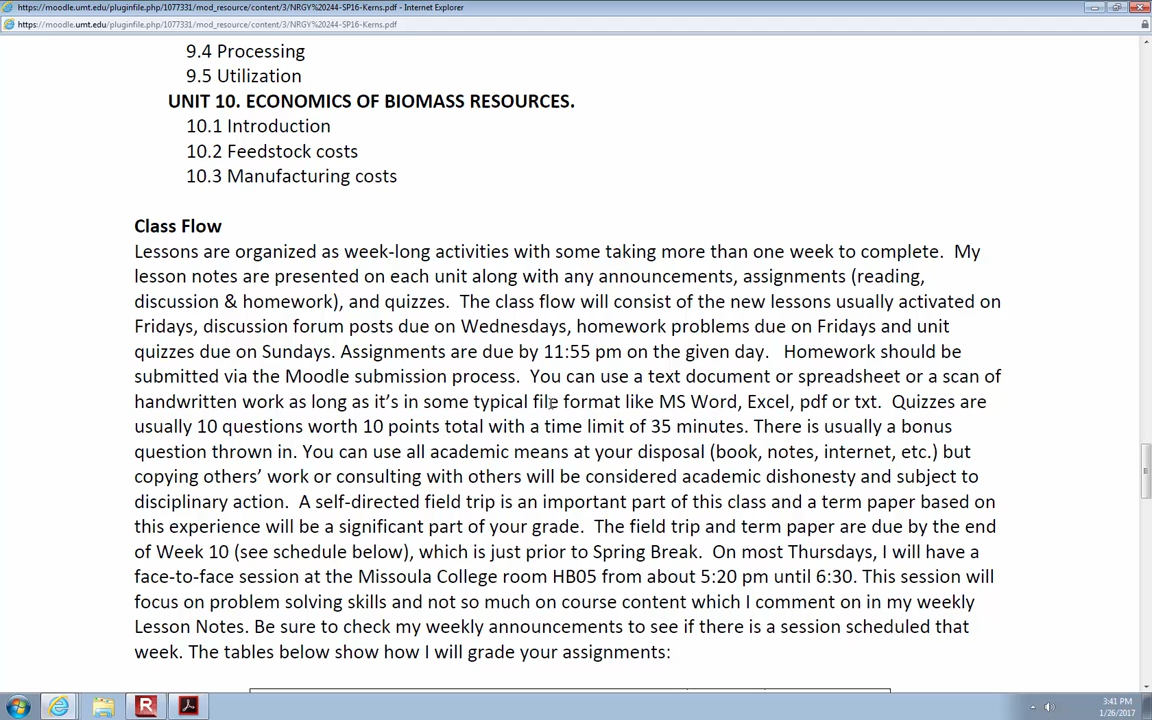 https://moodle.umt.edu/pluginfile.php/1077331/mod_resource/content/3/NRGY%20244-SP16-Kerns.pdf - Internet Explorer
https://moodle.umt.edu/pluginfile.php/1077331/mod_resource/content/3/NRGY%20244-SP16-Kerns.pdf
9.4 Processing
9.5 Utilization
UNIT 10. ECONOMICS OF BIOMASS RESOURCES.
10.1 Introduction
10.2 Feedstock costs
10.3 Manufacturing costs
Class Flow
Lessons are organized as week-long activities with some taking more than one week to complete.  My
lesson notes are presented on each unit along with any announcements, assignments (reading,
discussion & homework), and quizzes.  The class flow will consist of the new lessons usually activated on
Fridays, discussion forum posts due on Wednesdays, homework problems due on Fridays and unit
quizzes due on Sundays. Assignments are due by 11:55 pm on the given day.   Homework should be
submitted via the Moodle submission process.  You can use a text document or spreadsheet or a scan of
handwritten work as long as it’s in some typical file format like MS Word, Excel, pdf or txt.  Quizzes are
usually 10 questions worth 10 points total with a time limit of 35 minutes. There is usually a bonus
question thrown in. You can use all academic means at your disposal (book, notes, internet, etc.) but
copying others’ work or consulting with others will be considered academic dishonesty and subject to
disciplinary action.  A self-directed field trip is an important part of this class and a term paper based on
this experience will be a significant part of your grade.  The field trip and term paper are due by the end
of Week 10 (see schedule below), which is just prior to Spring Break.  On most Thursdays, I will have a
face-to-face session at the Missoula College room HB05 from about 5:20 pm until 6:30. This session will
focus on problem solving skills and not so much on course content which I comment on in my weekly
Lesson Notes. Be sure to check my weekly announcements to see if there is a session scheduled that
week. The tables below show how I will grade your assignments:
3:41 PM
1/26/2017